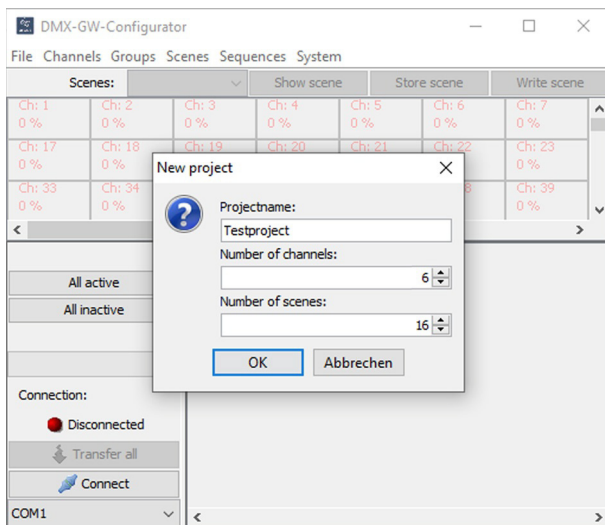 DMX-GW-Configurator
File Channels Groups Scenes Sequences System
Scenes: Show scene Store scene Write scene
Ch: 1 Ch: 2 Ch: 3 Ch: 4 Ch: 5 Ch: 6 Ch: 7
0 % 0 % 0 % 0 % 0 % 0 % 0 %
Ch: 17 Ch: 18 Ch: 19 Ch: 20 Ch: 21 Ch: 22 Ch: 23
0 % 0 %
Ch: 33 Ch: 34 8 Ch: 39
0 % 0 % 0 %
New project
Projectname:
Testproject
Number of channels:
6
Number of scenes:
16
OK Abbrechen
All active
All inactive
Connection:
Disconnected
Transfer all
Connect
COM1